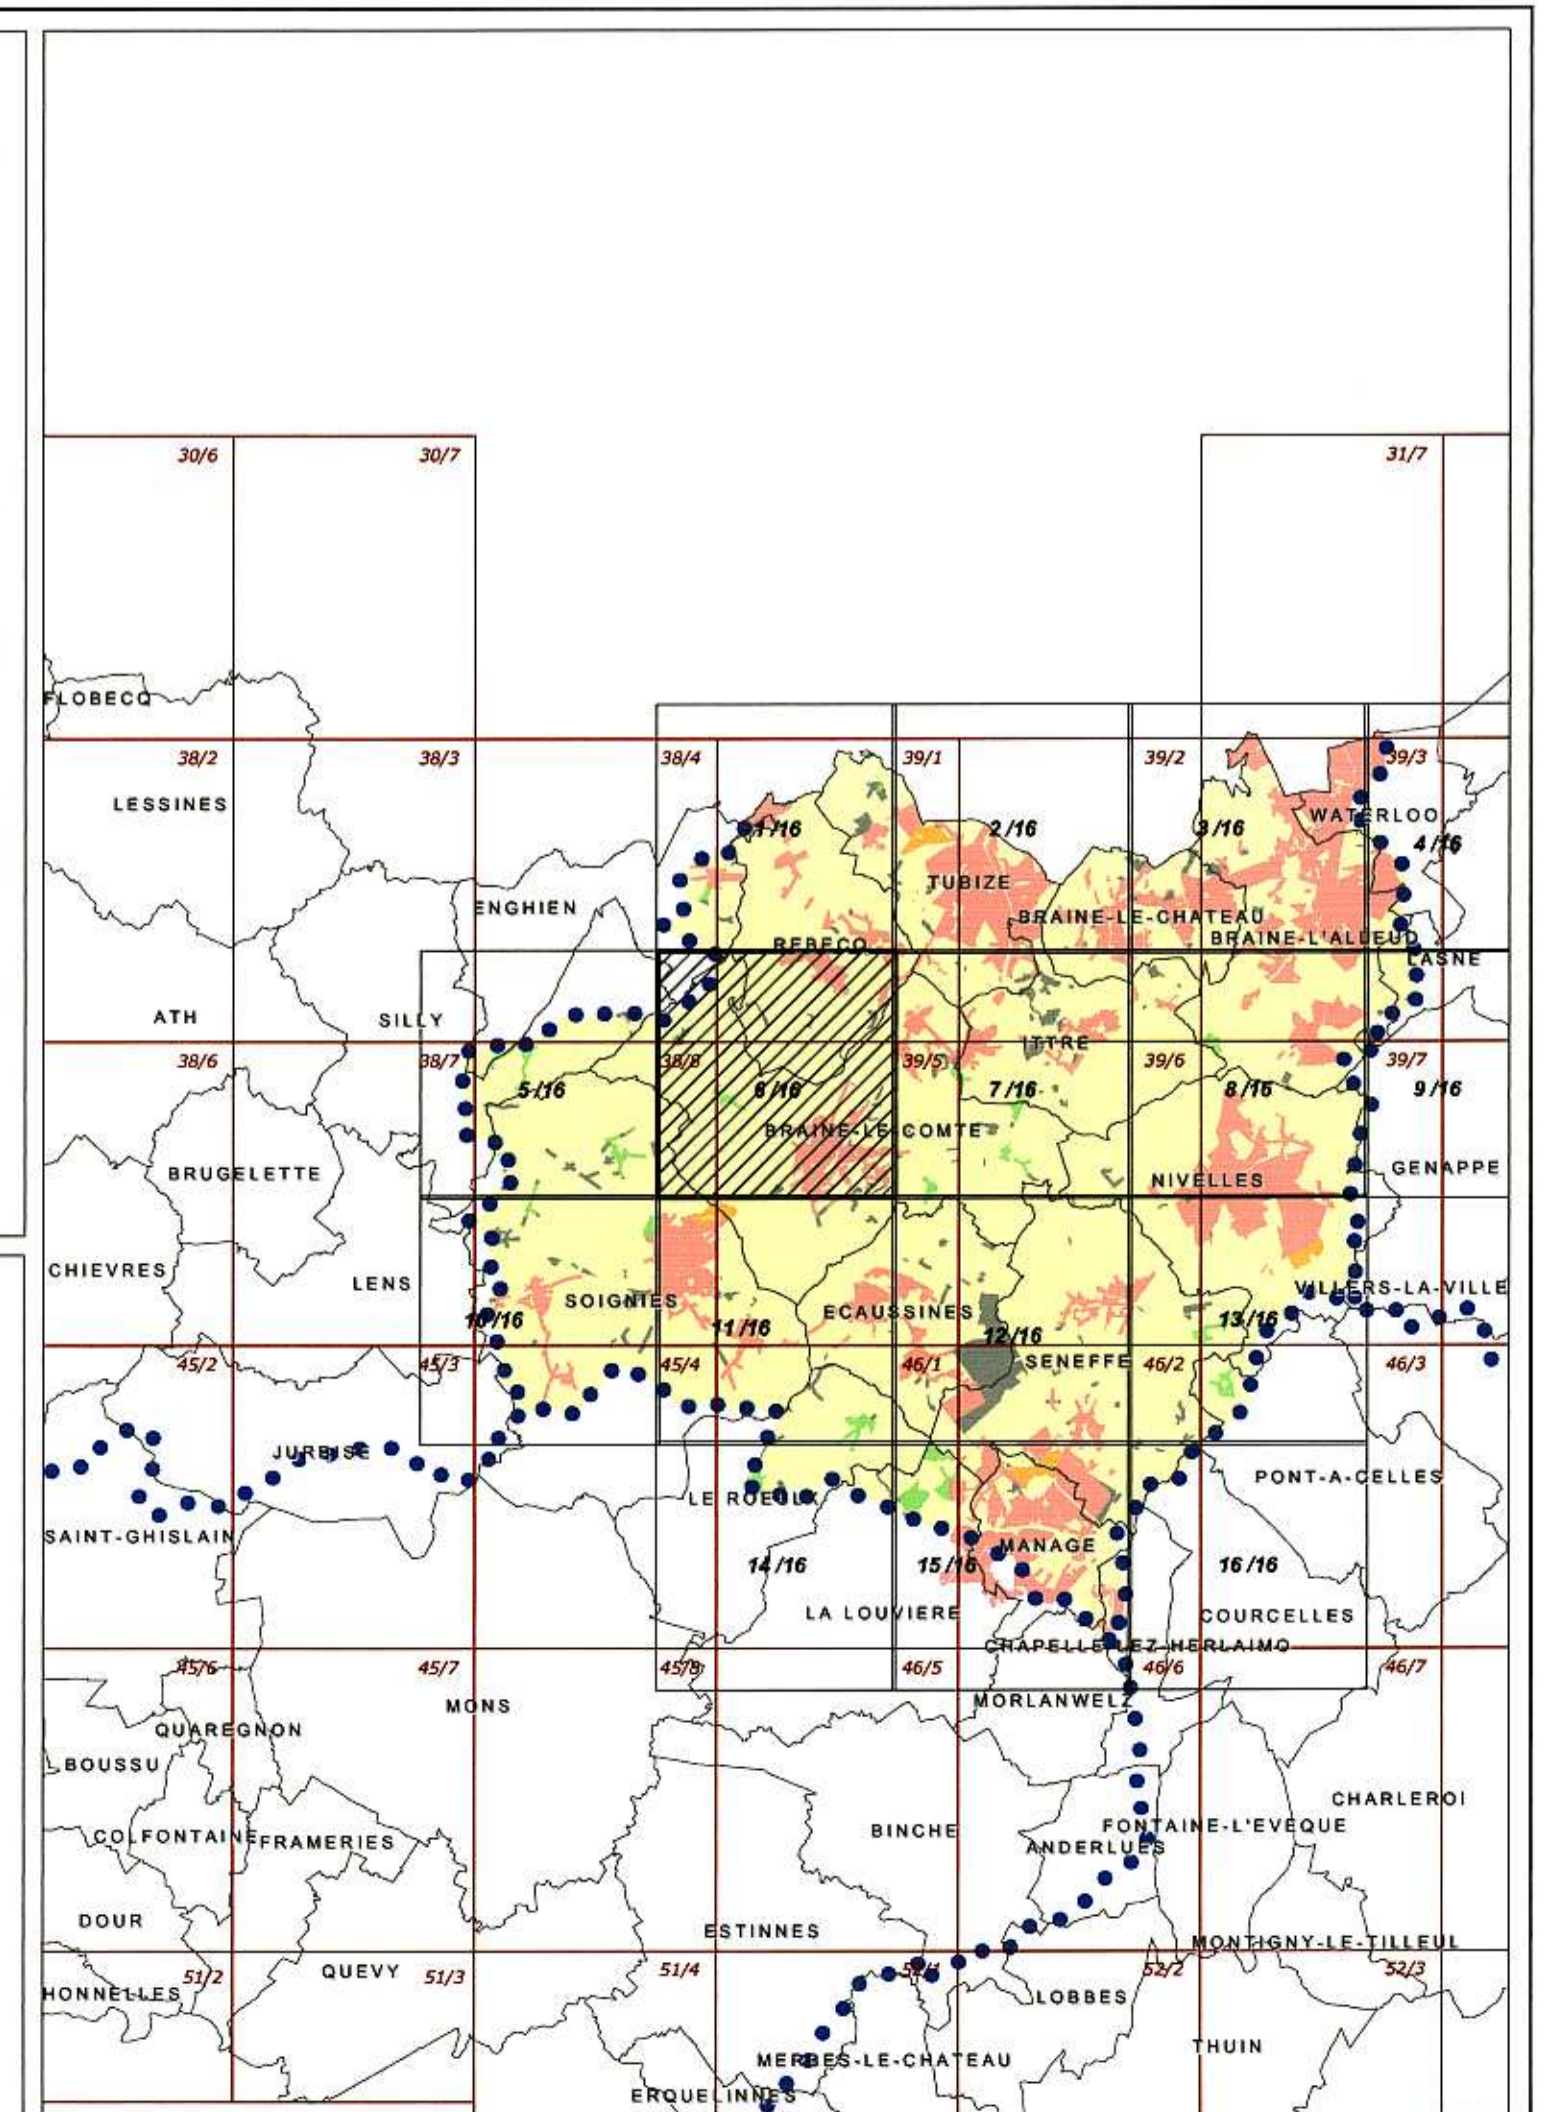 30/6
30/7
31/7
FLOBECQ
38/2
38/3
38/4
39/1
39/2
39/3
LESSINES
WATERLOO
1/16
2/16
3/16
4/16
TUBIZE
ENGHIEN
BRAINE-LE-CHATEAU
BRAINE-L'ALLEUD
REBECQ
LASNE
ATH
SILLY
ITTRE
38/6
38/7
38/8
39/5
39/6
39/7
5/16
6/16
7/16
8/16
9/16
BRAINE-LE-COMTE
BRUGELETTE
NIVELLES
GENAPPE
CHIEVRES
LENS
SOIGNIES
ECAUSSINES
VILLERS-LA-VILLE
10/16
11/16
12/16
13/16
45/2
45/3
45/4
46/1
SENEFFE
46/2
46/3
JURBISE
PONT-A-CELLES
LE ROEULX
SAINT-GHISLAIN
MANAGE
14/16
15/16
16/16
LA LOUVIERE
COURCELLES
CHAPELLE-LEZ-HERLAIMO
45/6
45/7
45/8
46/5
46/6
46/7
MONS
MORLANWELZ
QUAREGNON
BOUSSU
CHARLEROI
COLFONTAINE
FRAMERIES
BINCHE
FONTAINE-L'EVEQUE
ANDERLUES
DOUR
ESTINNES
MONTIGNY-LE-TILLEUL
51/2
QUEVY
51/3
51/4
52/1
52/2
52/3
HONNELLES
LOBBES
THUIN
MERBES-LE-CHATEAU
ERQUELINNES